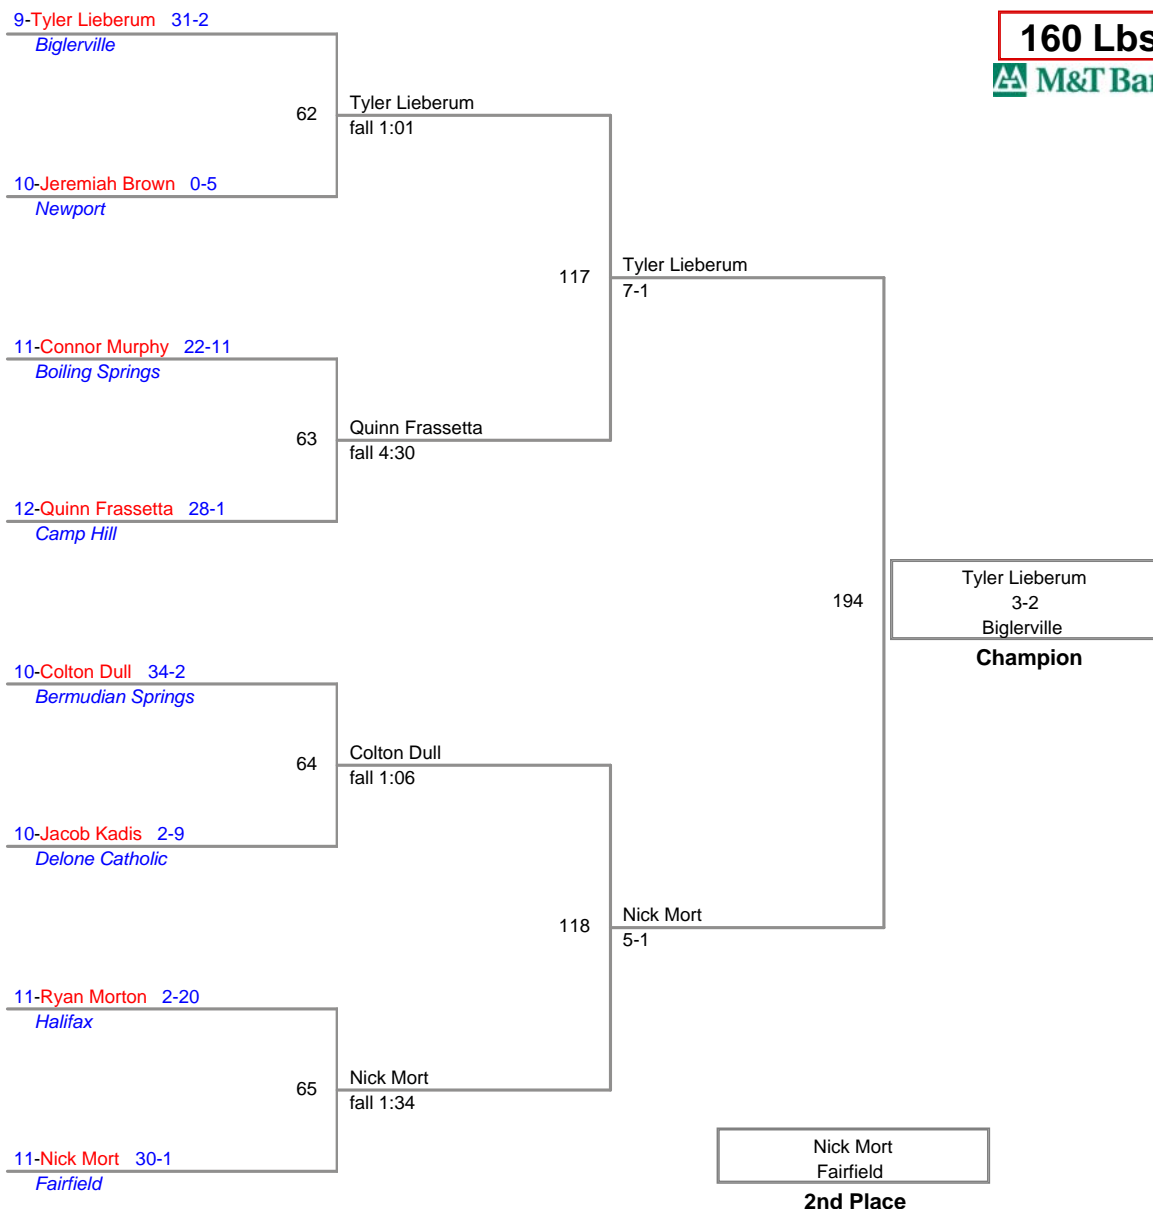 9-Tyler Lieberum 31-2
Biglerville
160 Lbs
M&T Ban
62
Tyler Lieberum
fall 1:01
10-Jeremiah Brown 0-5
Newport
117
Tyler Lieberum
7-1
11-Connor Murphy 22-11
Boiling Springs
63
Quinn Frassetta
fall 4:30
12-Quinn Frassetta 28-1
Camp Hill
194
Tyler Lieberum
3-2
Biglerville
Champion
10-Colton Dull 34-2
Bermudian Springs
64
Colton Dull
fall 1:06
10-Jacob Kadis 2-9
Delone Catholic
118
Nick Mort
5-1
11-Ryan Morton 2-20
Halifax
65
Nick Mort
fall 1:34
11-Nick Mort 30-1
Fairfield
Nick Mort
Fairfield
2nd Place